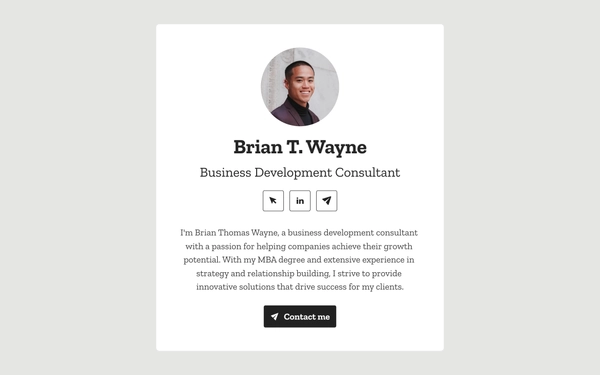 Brian T. Wayne
Business Development Consultant
in
I'm Brian Thomas Wayne, a business development consultant
with a passion for helping companies achieve their growth
potential. With my MBA degree and extensive experience in
strategy and relationship building, I strive to provide
innovative solutions that drive success for my clients.
Contact me